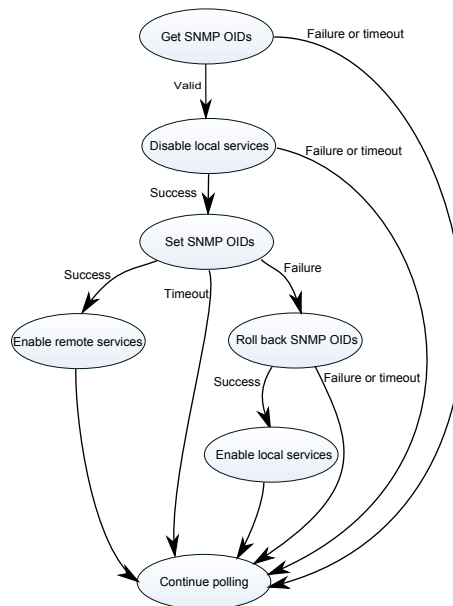 Get SNMP OIDs
Failure or timeout
Valid
Disable local services
Failure or timeout
Success
Set SNMP OIDs
Success
Timeout
Failure
Enable remote services
Roll back SNMP OIDs
Success
Failure or timeout
Enable local services
Continue polling